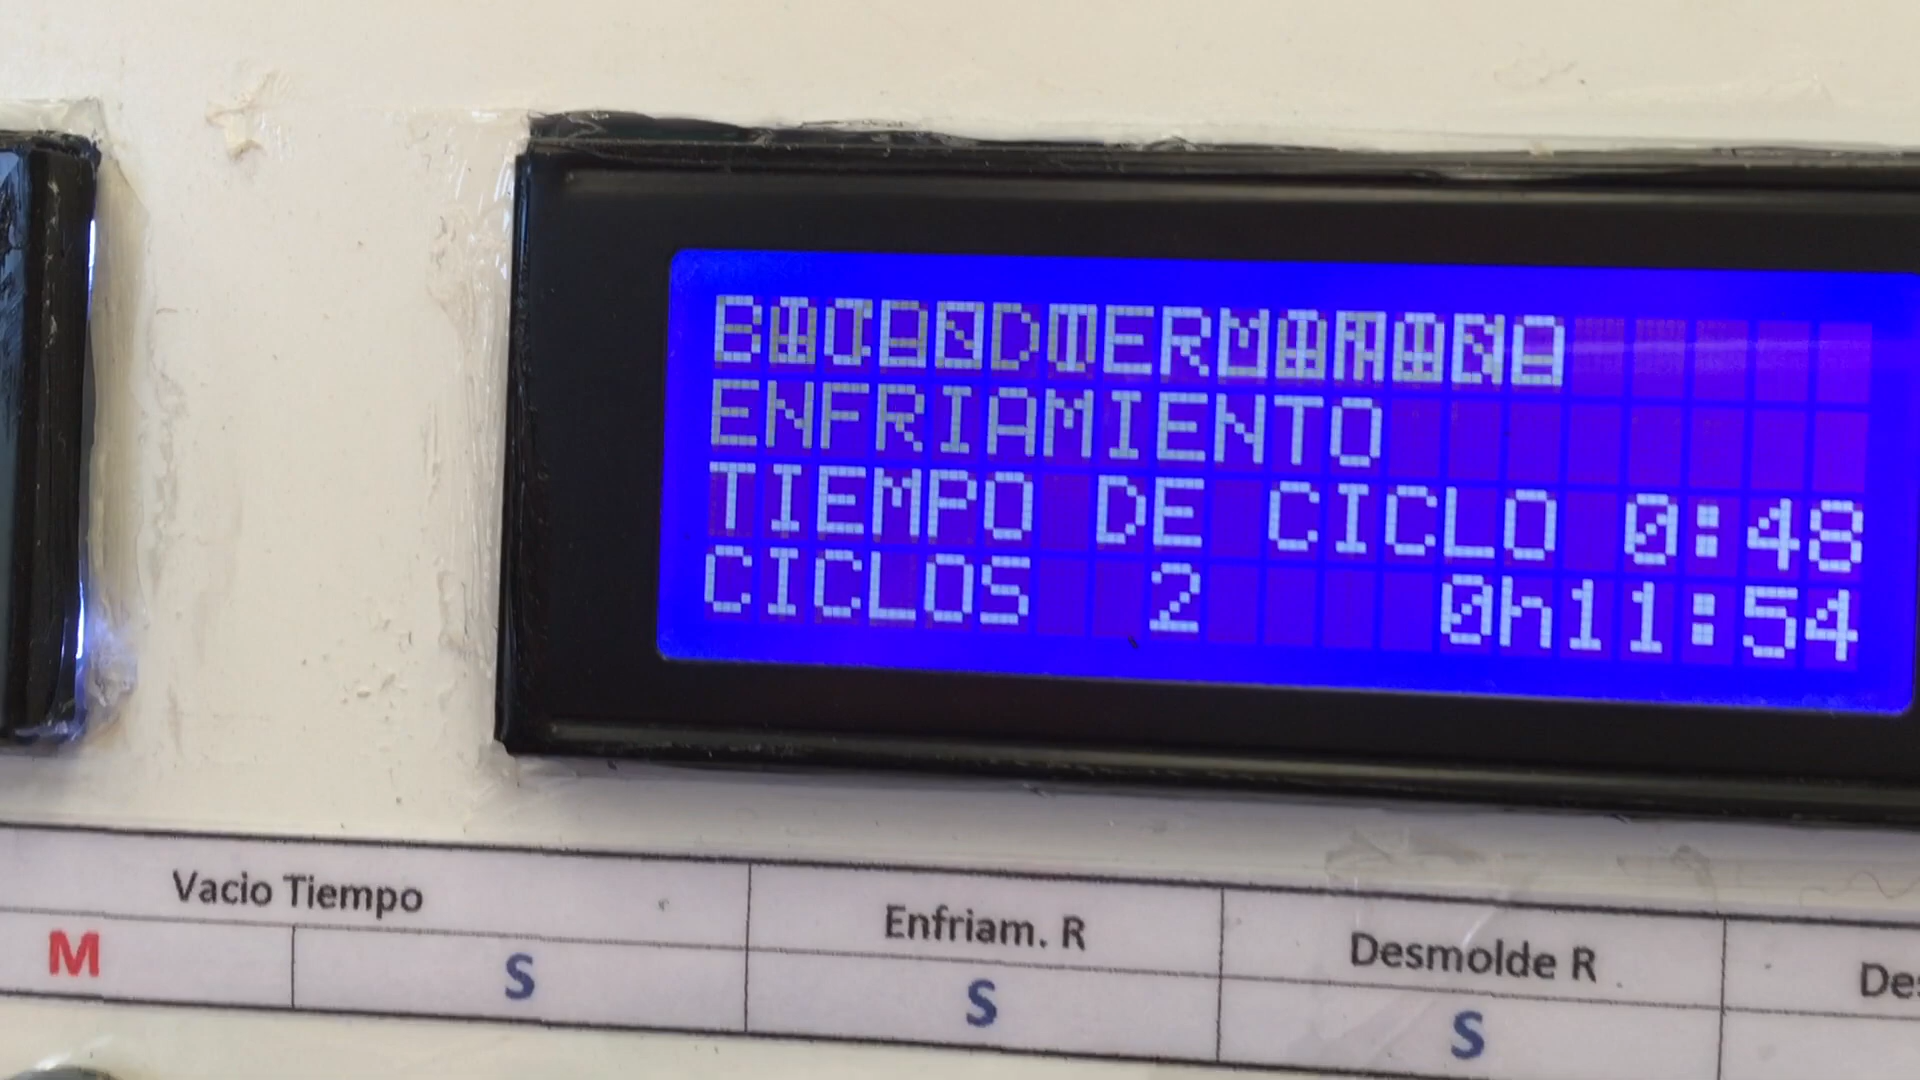 ENFRIAMIENTO
TIEMPO DE CICLO 0:48
CICLOS 2 0h11:54
Vacio Tiempo
Enfriam. R
Desmolde R
M
S
S
S